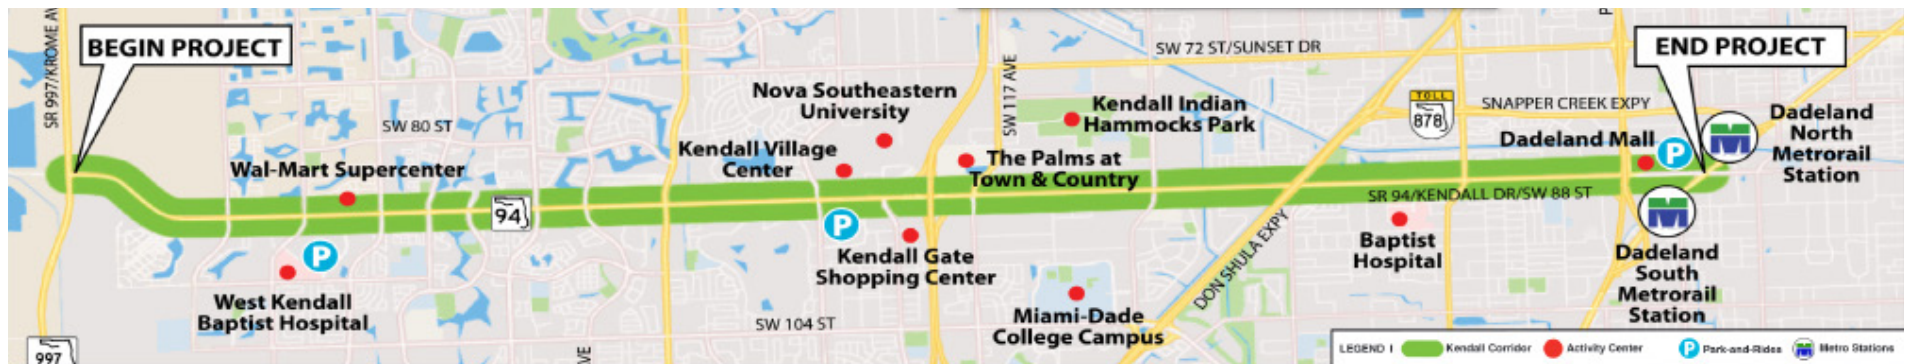 BEGIN PROJECT
SR 997/KROME AV
SW 80 ST
Wal-Mart Supercenter
94
P
West Kendall
Baptist Hospital
997
Nova Southeastern
University
Kendall Village
Center
P
Kendall Gate
Shopping Center
SW 104 ST
VE
SW 117 AVE
SW 72 ST/SUNSET DR
Kendall Indian
Hammocks Park
The Palms at
Town & Country
Miami-Dade
College Campus
DON SHULA EXPY
TOLL
878
SNAPPER CREEK EXPY
END PROJECT
P
Dadeland Mall
P
Dadeland
North
Metrorail
Station
SR 94/KENDALL DR/SW 88 ST
Baptist
Hospital
Dadeland
South
Metrorail
Station
LEGEND
Kendall Corridor
Activity Center
P
Park-and-Rides
Metro Stations